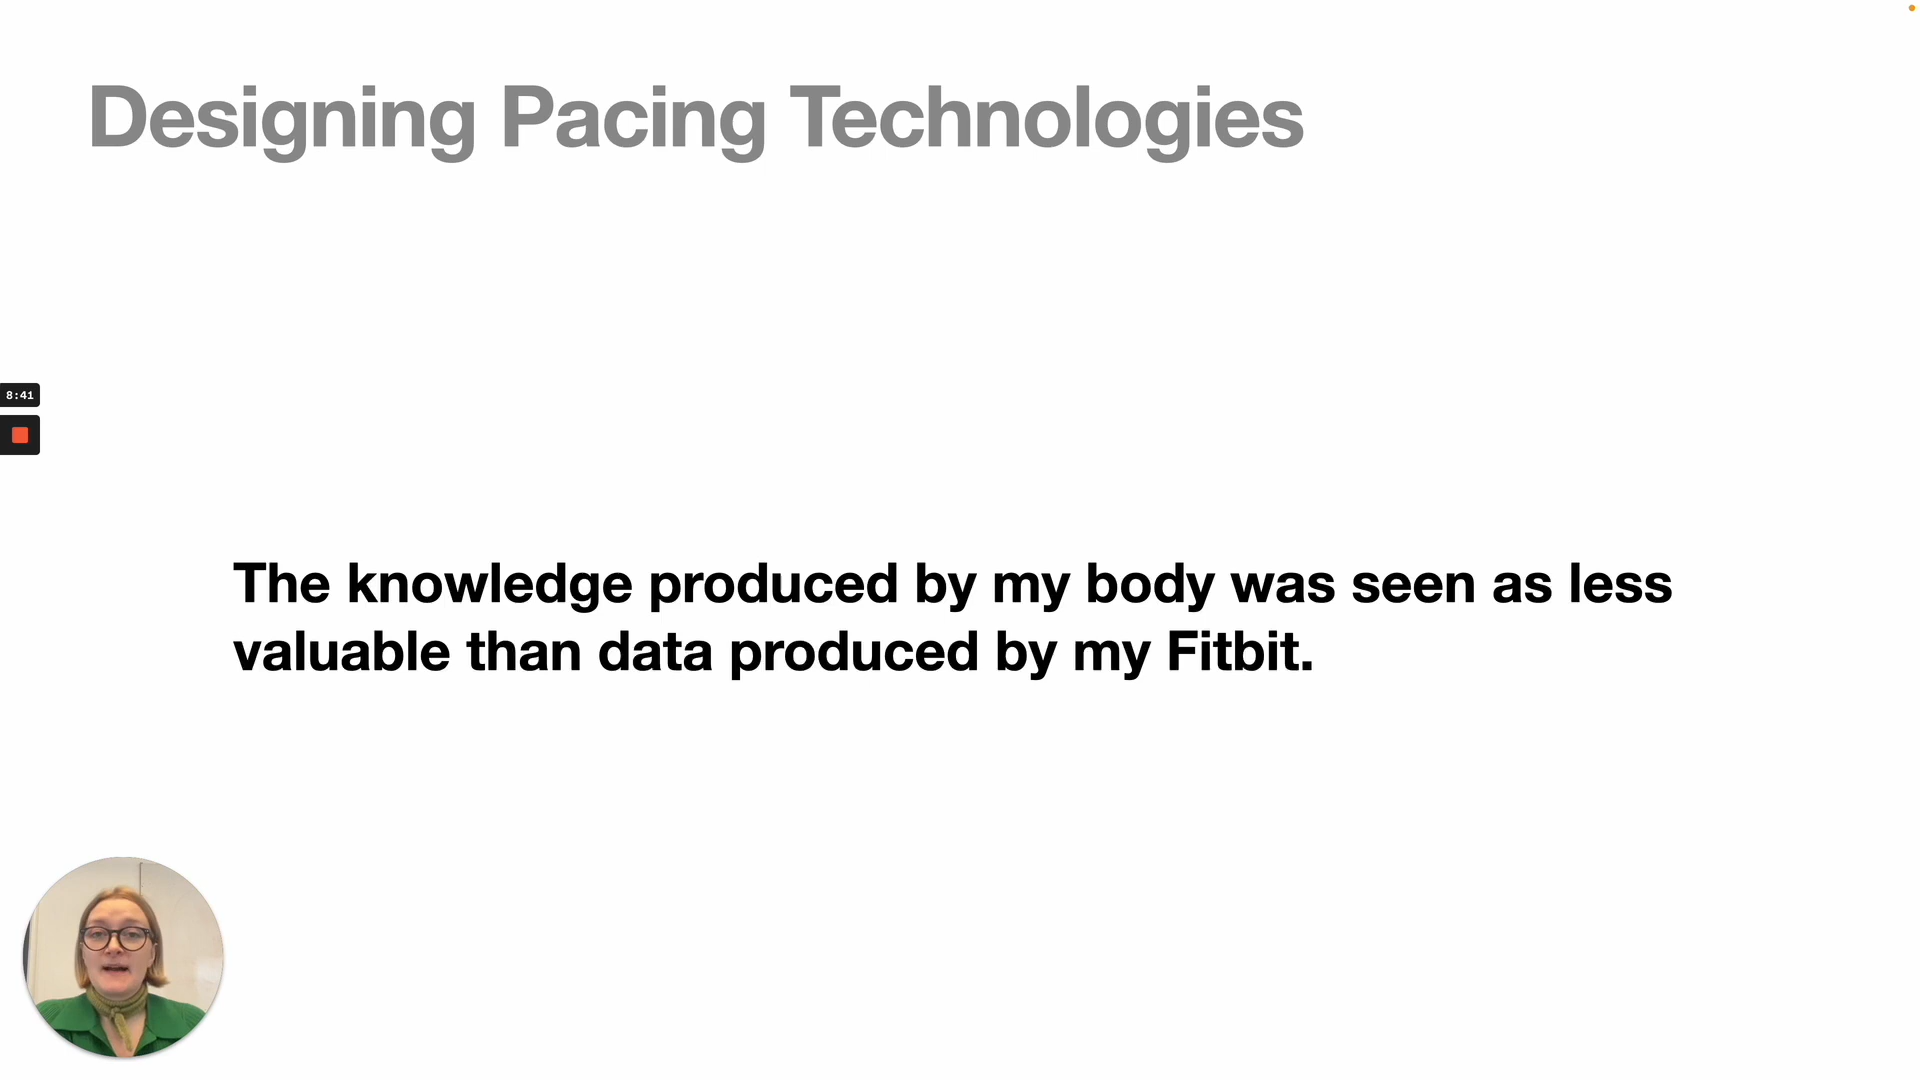 Designing Pacing Technologies
8:41
The knowledge produced by my body was seen as less
valuable than data produced by my Fitbit.